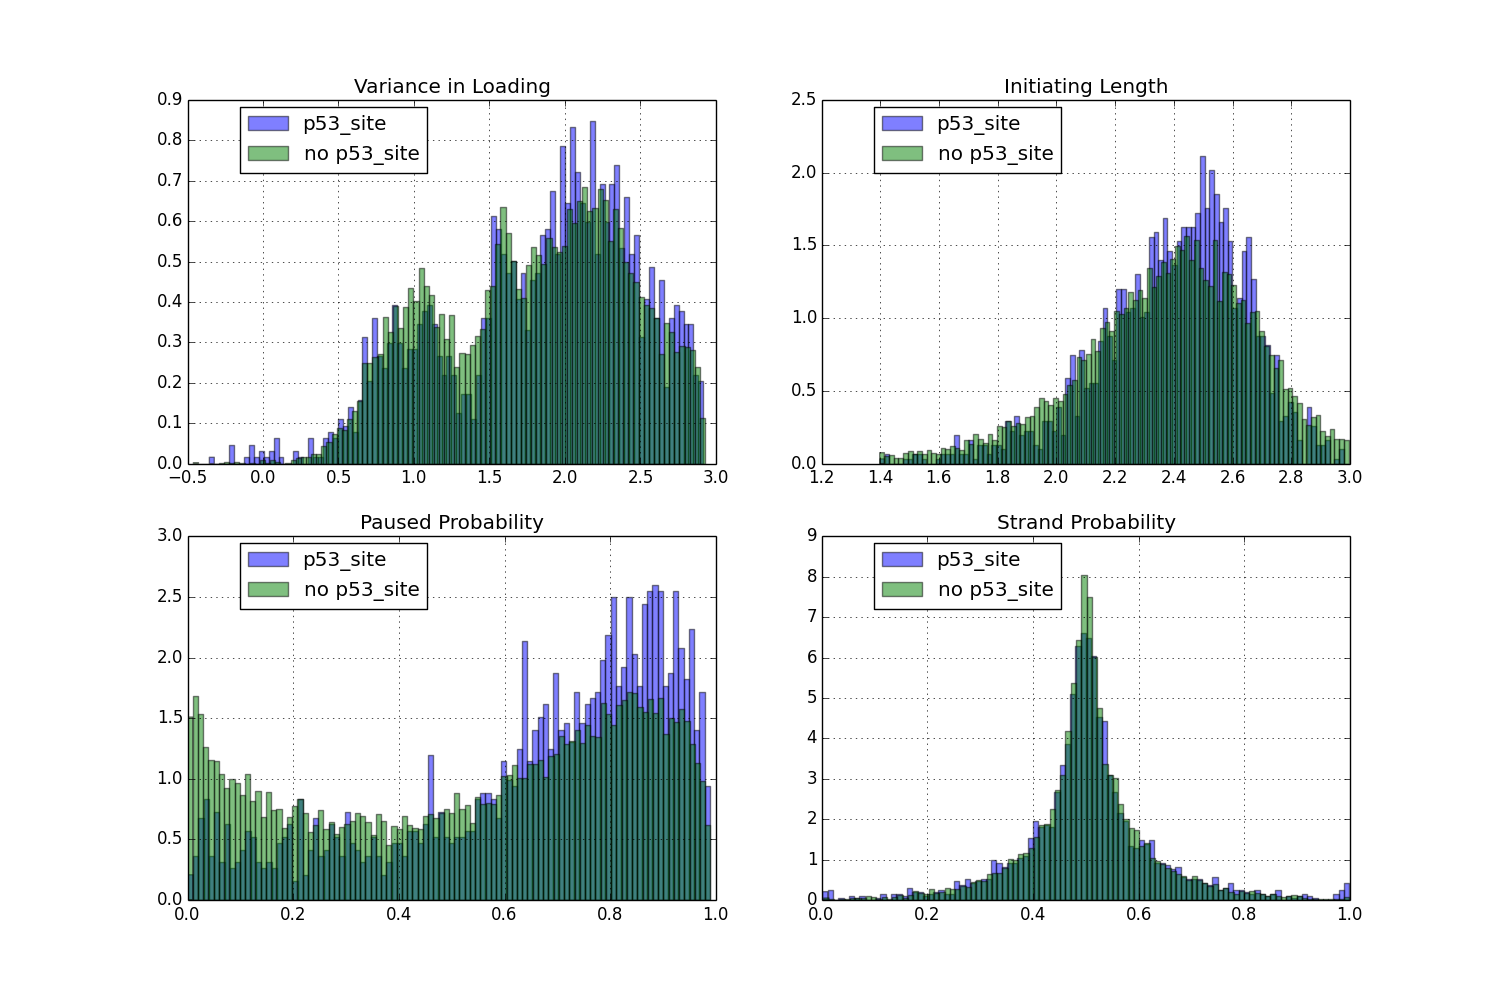 Variance in Loading
0.9
0.8
0.7
0.6
0.5
0.4
0.3
0.2
0.1
0.0
p53_site
no p53_site
−0.5 0.0 0.5 1.0 1.5 2.0 2.5 3.0
Initiating Length
2.5
2.0
1.5
1.0
0.5
0.0
p53_site
no p53_site
1.2 1.4 1.6 1.8 2.0 2.2 2.4 2.6 2.8 3.0
Paused Probability
3.0
2.5
2.0
1.5
1.0
0.5
0.0
p53_site
no p53_site
0.0 0.2 0.4 0.6 0.8 1.0
Strand Probability
9
8
7
6
5
4
3
2
1
0
p53_site
no p53_site
0.0 0.2 0.4 0.6 0.8 1.0